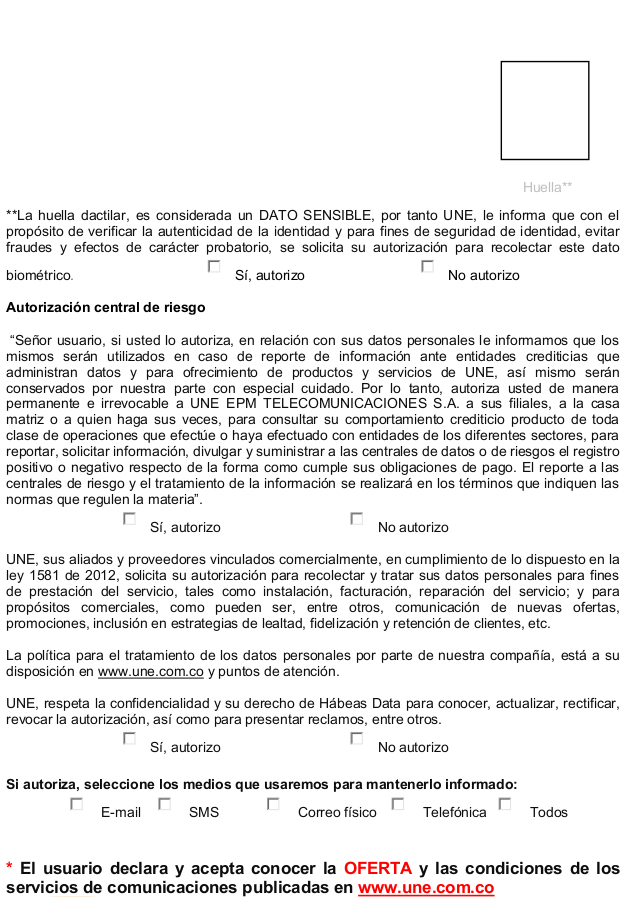 Huella**
**La huella dactilar, es considerada un DATO SENSIBLE, por tanto UNE, le informa que con el
propósito de verificar la autenticidad de la identidad y para fines de seguridad de identidad, evitar
fraudes y efectos de carácter probatorio, se solicita su autorización para recolectar este dato
biométrico. Sí, autorizo No autorizo
Autorización central de riesgo
“Señor usuario, si usted lo autoriza, en relación con sus datos personales le informamos que los
mismos serán utilizados en caso de reporte de información ante entidades crediticias que
administran datos y para ofrecimiento de productos y servicios de UNE, así mismo serán
conservados por nuestra parte con especial cuidado. Por lo tanto, autoriza usted de manera
permanente e irrevocable a UNE EPM TELECOMUNICACIONES S.A. a sus filiales, a la casa
matriz o a quien haga sus veces, para consultar su comportamiento crediticio producto de toda
clase de operaciones que efectúe o haya efectuado con entidades de los diferentes sectores, para
reportar, solicitar información, divulgar y suministrar a las centrales de datos o de riesgos el registro
positivo o negativo respecto de la forma como cumple sus obligaciones de pago. El reporte a las
centrales de riesgo y el tratamiento de la información se realizará en los términos que indiquen las
normas que regulen la materia”.
Sí, autorizo No autorizo
UNE, sus aliados y proveedores vinculados comercialmente, en cumplimiento de lo dispuesto en la
ley 1581 de 2012, solicita su autorización para recolectar y tratar sus datos personales para fines
de prestación del servicio, tales como instalación, facturación, reparación del servicio; y para
propósitos comerciales, como pueden ser, entre otros, comunicación de nuevas ofertas,
promociones, inclusión en estrategias de lealtad, fidelización y retención de clientes, etc.
La política para el tratamiento de los datos personales por parte de nuestra compañía, está a su
disposición en www.une.com.co y puntos de atención.
UNE, respeta la confidencialidad y su derecho de Hábeas Data para conocer, actualizar, rectificar,
revocar la autorización, así como para presentar reclamos, entre otros.
Sí, autorizo No autorizo
Si autoriza, seleccione los medios que usaremos para mantenerlo informado:
E-mail SMS Correo físico Telefónica Todos
* El usuario declara y acepta conocer la OFERTA y las condiciones de los
servicios de comunicaciones publicadas en www.une.com.co